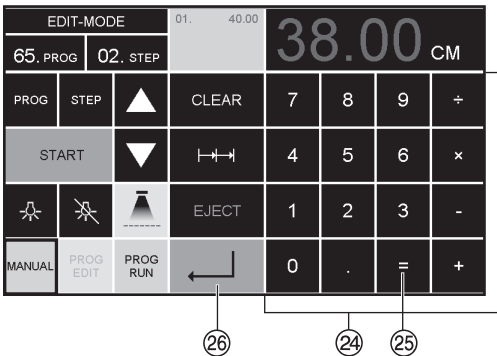 EDIT-MODE 01. 40.00 38.00 CM
65. PROG 02. STEP
PROG STEP CLEAR 7 8 9 ÷
START 4 5 6 ×
EJECT 1 2 3 -
MANUAL PROG EDIT PROG RUN 0 . = +
26 24 25